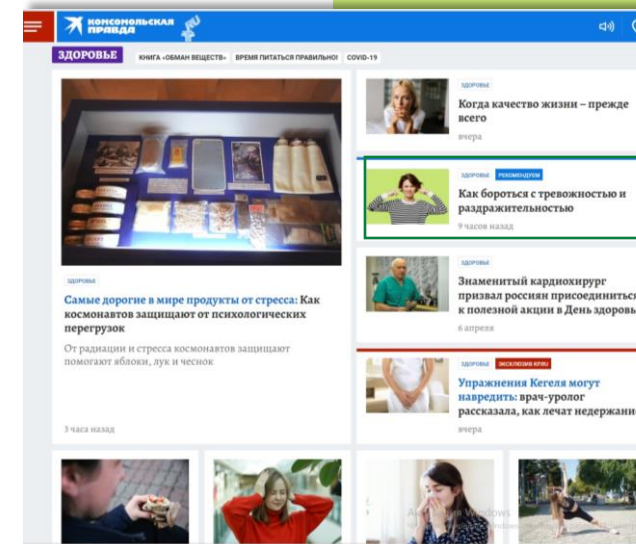 КОМСОМОЛЬСКАЯ
ПРАВДА
.RU
ЗДОРОВЬЕ
КНИГА «ОБМАН ВЕЩЕСТВ»
ВРЕМЯ ПИТАТЬСЯ ПРАВИЛЬНО!
COVID-19
ЗДОРОВЬЕ
Самые дорогие в мире продукты от стресса: Как
космонавтов защищают от психологических
перегрузок
От радиации и стресса космонавтов защищают
помогают яблоки, лук и чеснок
3 часа назад
ЗДОРОВЬЕ
Когда качество жизни – прежде
всего
вчера
ЗДОРОВЬЕ РЕКОМЕНДУЕМ
Как бороться с тревожностью и
раздражительностью
9 часов назад
ЗДОРОВЬЕ
Знаменитый кардиохирург
призвал россиян присоединиться
к полезной акции в День здоровь
6 апреля
ЗДОРОВЬЕ ЭКСКЛЮЗИВ KP.RU
Упражнения Кегеля могут
навредить: врач-уролог
рассказала, как лечат недержание
вчера
Windows